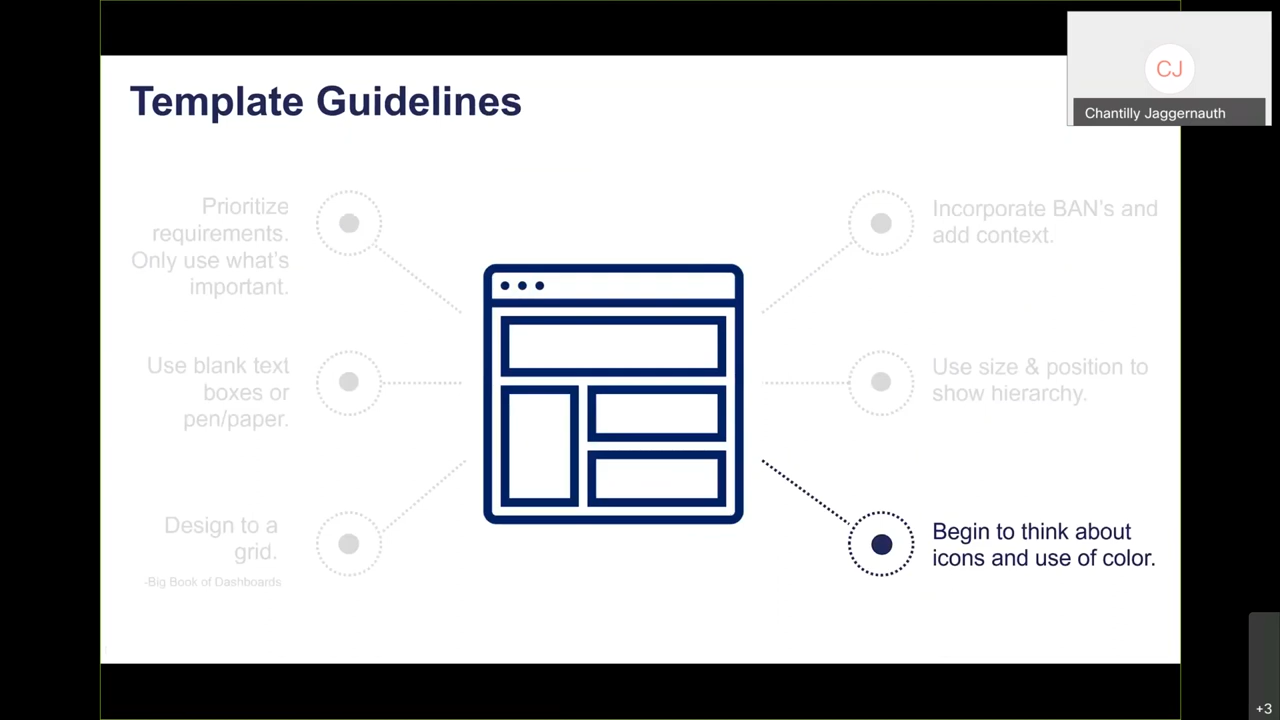 Template Guidelines
CJ
Chantilly Jaggernauth
Prioritize
requirements.
Only use what's
important.
Use blank text
boxes or
pen/paper.
Design to a
grid.
-Big Book of Dashboards
Incorporate BAN's and
add context.
Use size & position to
show hierarchy.
Begin to think about
icons and use of color.
+3